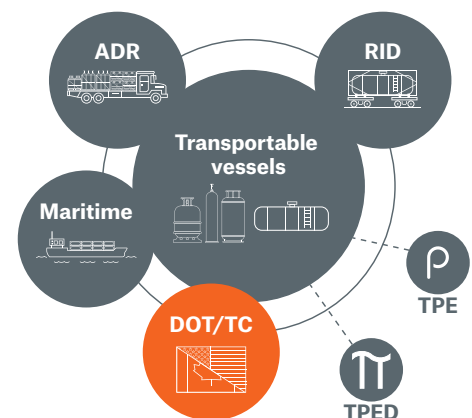 ADR
RID
Transportable
vessels
Maritime
ρ
TPE
DOT/TC
π
TPED